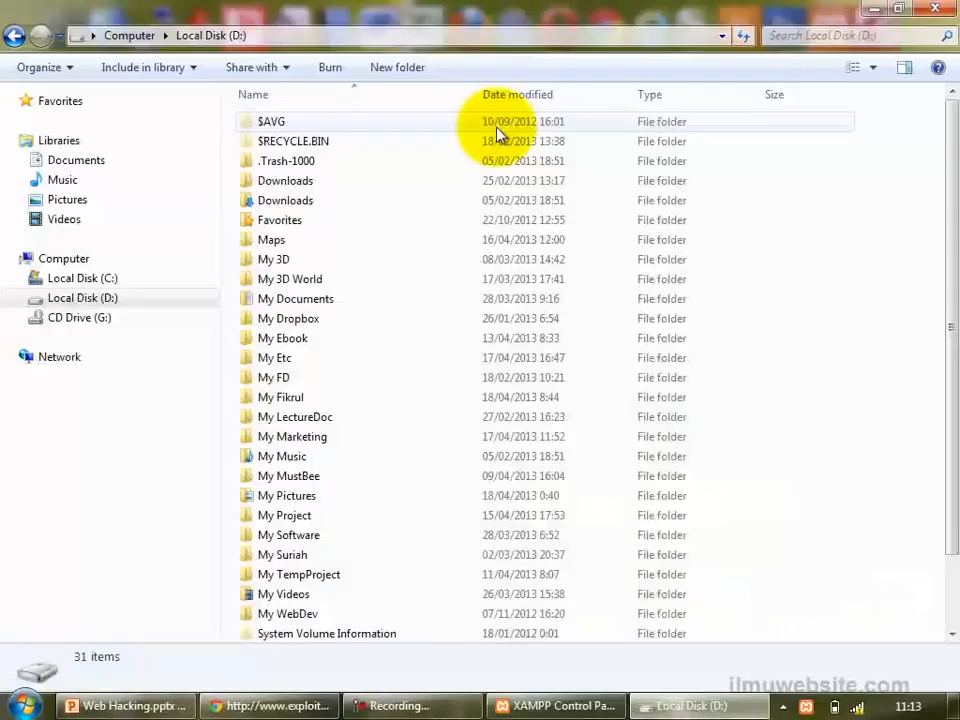 Computer Local Disk (D:) Search Local Disk (D:)
Organize Include in library Share with Burn New folder
Name Date modified Type Size
Favorites
Libraries
Documents
Music
Pictures
Videos
Computer
Local Disk (C:)
Local Disk (D:)
CD Drive (G:)
Network
$AVG 10/09/2012 16:01 File folder
$RECYCLE.BIN 18/02/2013 13:38 File folder
.Trash-1000 05/02/2013 18:51 File folder
Downloads 25/02/2013 13:17 File folder
Downloads 05/02/2013 18:51 File folder
Favorites 22/10/2012 12:55 File folder
Maps 16/04/2013 12:00 File folder
My 3D 08/03/2013 14:42 File folder
My 3D World 17/03/2013 17:41 File folder
My Documents 28/03/2013 9:16 File folder
My Dropbox 26/01/2013 6:54 File folder
My Ebook 13/04/2013 8:33 File folder
My Etc 17/04/2013 16:47 File folder
My FD 18/02/2013 10:21 File folder
My Fikrul 18/04/2013 8:44 File folder
My LectureDoc 27/02/2013 16:23 File folder
My Marketing 17/04/2013 11:52 File folder
My Music 05/02/2013 18:51 File folder
My MustBee 09/04/2013 16:04 File folder
My Pictures 18/04/2013 0:40 File folder
My Project 15/04/2013 17:53 File folder
My Software 28/03/2013 6:52 File folder
My Suriah 02/03/2013 20:37 File folder
My TempProject 11/04/2013 8:07 File folder
My Videos 26/03/2013 15:38 File folder
My WebDev 07/11/2012 16:20 File folder
System Volume Information 18/01/2012 0:01 File folder
31 items
ilmuwebsite.com
Web Hacking.pptx ... http://www.exploit... Recording... XAMPP Control Pa... Local Disk (D:) 11:13